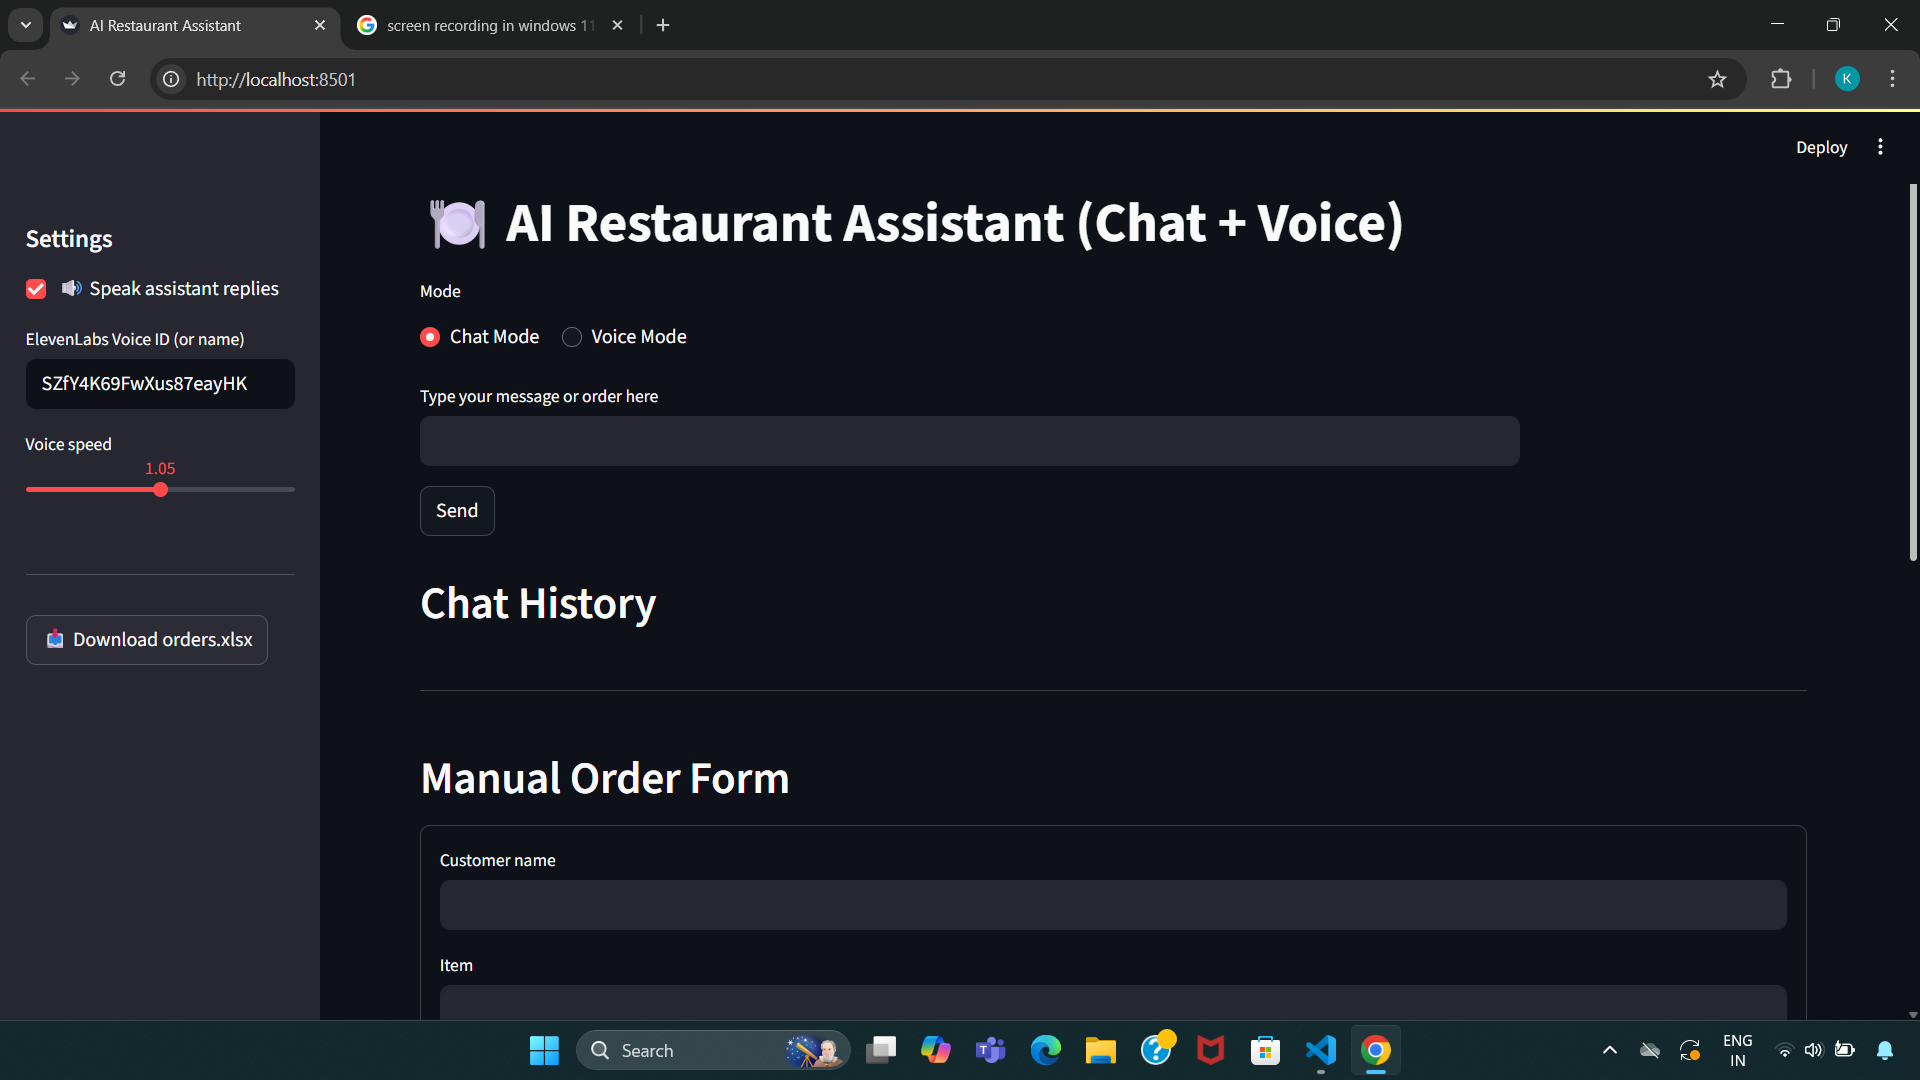 AI Restaurant Assistant
screen recording in windows 11
http://localhost:8501
K
Deploy
Settings
Speak assistant replies
ElevenLabs Voice ID (or name)
SZfY4K69FwXus87eayHK
Voice speed
1.05
Download orders.xlsx
AI Restaurant Assistant (Chat + Voice)
Mode
Chat Mode
Voice Mode
Type your message or order here
Send
Chat History
Manual Order Form
Customer name
Item
Search
ENG
IN